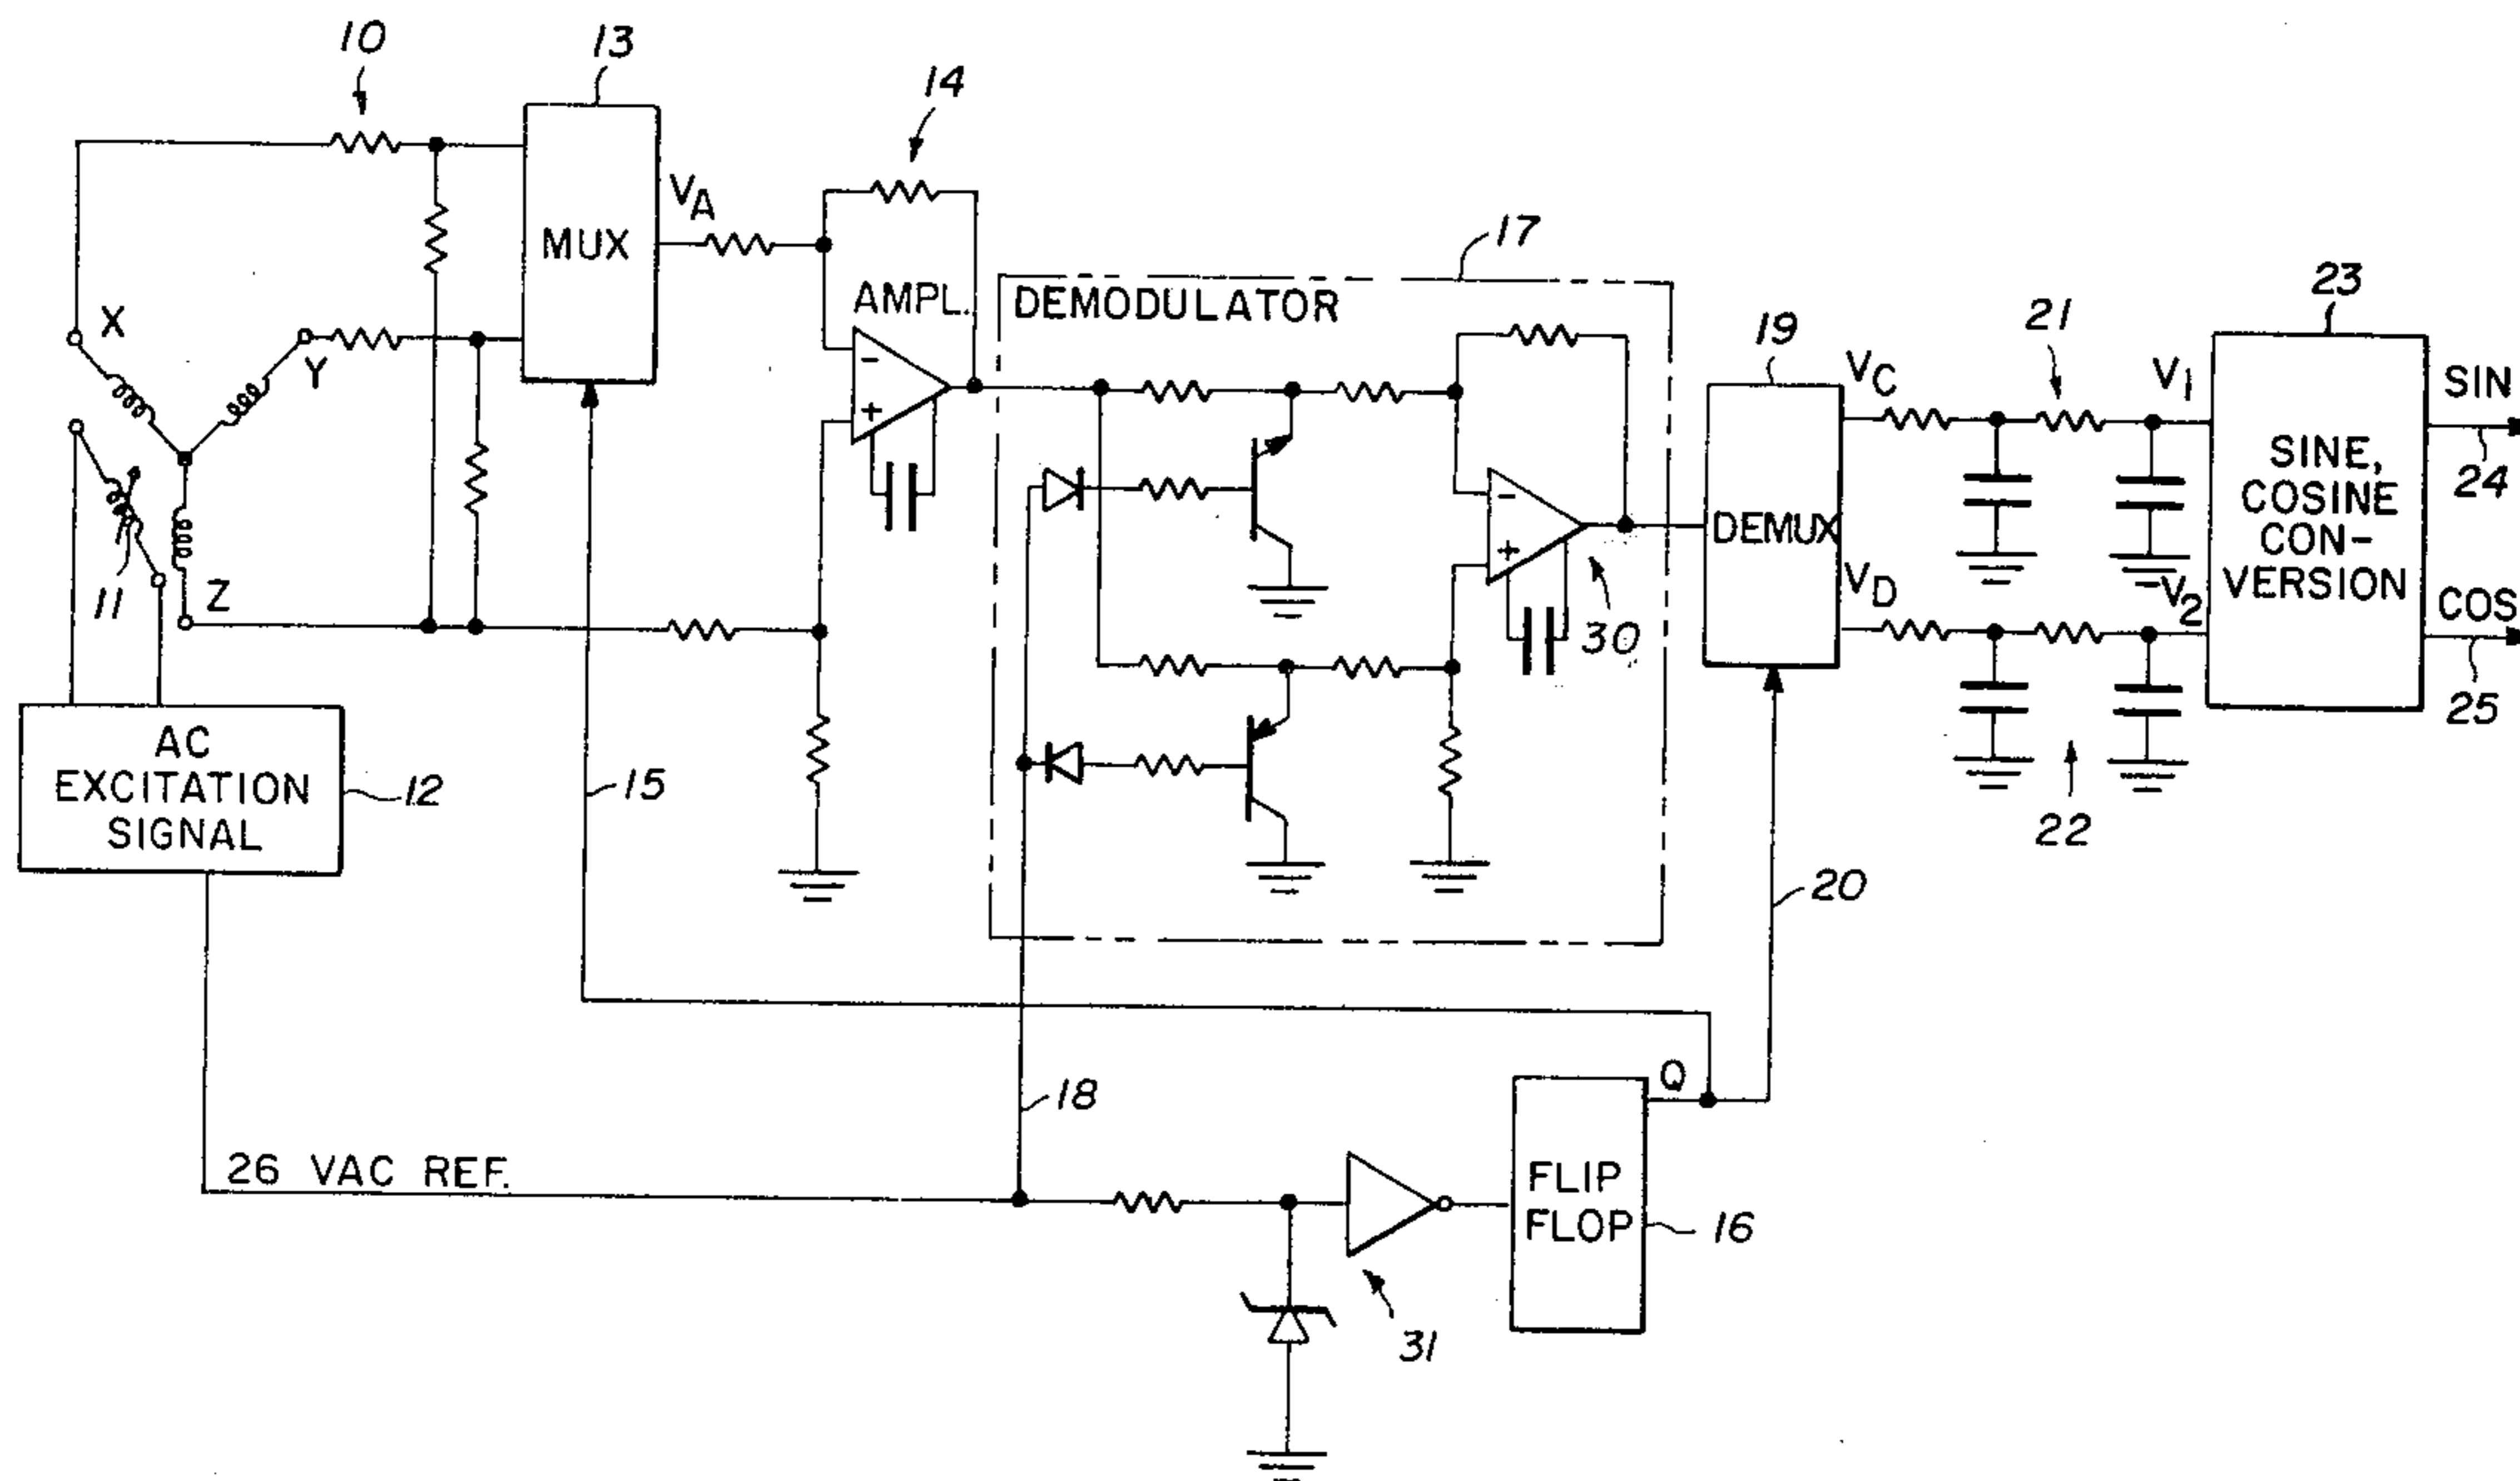 10
13
14
V_A
MUX
17
X
Y
AMPL.
DEMODULATOR
19
21
23
V_C
V_1
SIN
SINE,
COSINE
CON-
VERSION
24
DEMUX
11
Z
30
V_D
V_2
COS
25
AC
EXCITATION
SIGNAL
12
15
22
20
18
Q
26 VAC REF.
FLIP
FLOP
16
31
-
+
-
+